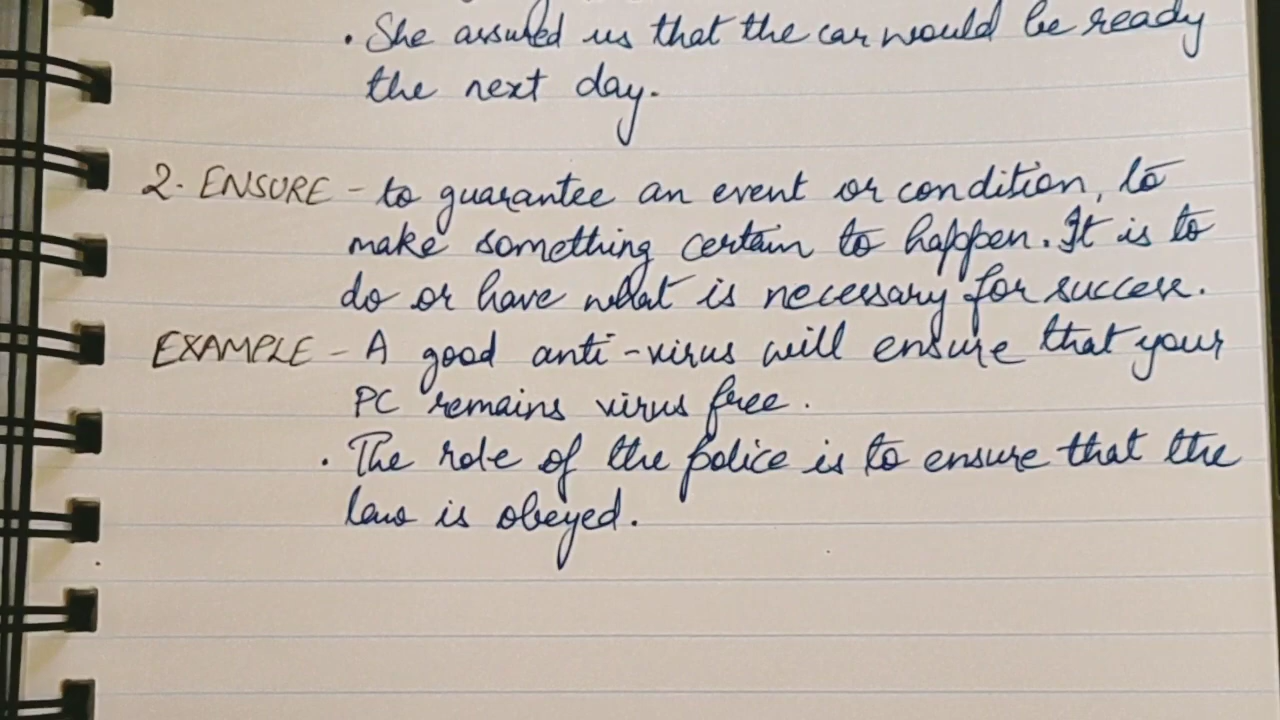 • She assured us that the car would be ready
the next day.
2. ENSURE - to guarantee an event or condition, to
make something certain to happen. It is to
do or have what is necessary for success.
EXAMPLE - A good anti-virus will ensure that your
PC remains virus free.
• The role of the police is to ensure that the
law is obeyed.